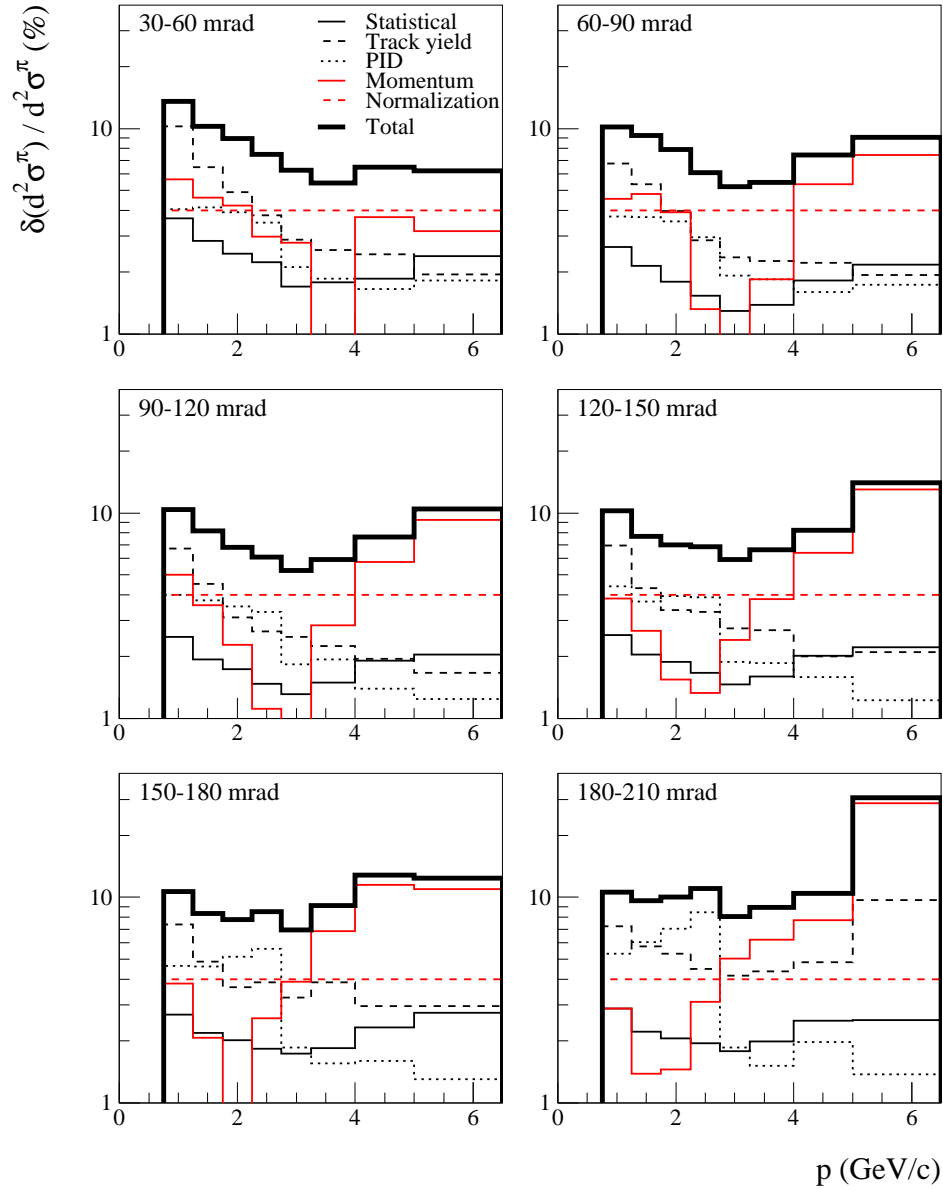 δ(d²σ^π) / d²σ^π (%)
30-60 mrad
Statistical
Track yield
PID
Momentum
Normalization
Total
10
1
0 2 4 6
60-90 mrad
10
1
0 2 4 6
90-120 mrad
10
1
0 2 4 6
120-150 mrad
10
1
0 2 4 6
150-180 mrad
10
1
0 2 4 6
180-210 mrad
10
1
0 2 4 6
p (GeV/c)